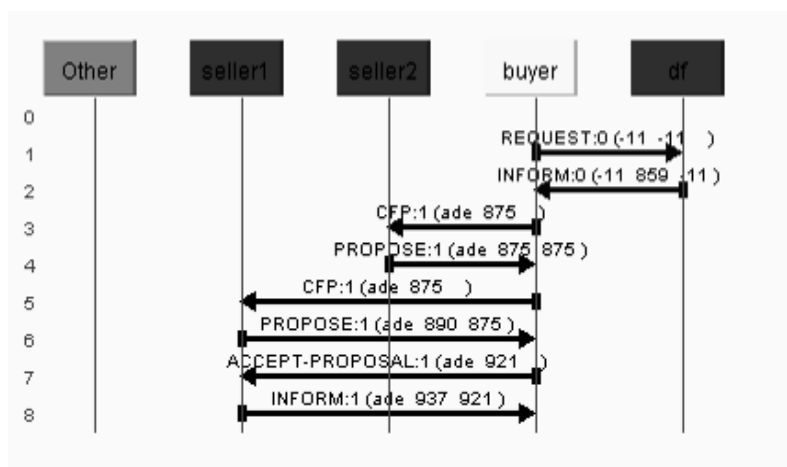 Other seller1 seller2 buyer df
0
REQUEST:0 (-11 -11 )
1
INFORM:0 (-11 859 -11 )
2
CFP:1 (ade 875 )
3
PROPOSE:1 (ade 875 875 )
4
CFP:1 (ade 875 )
5
PROPOSE:1 (ade 890 875 )
6
ACCEPT-PROPOSAL:1 (ade 921 )
7
INFORM:1 (ade 937 921 )
8